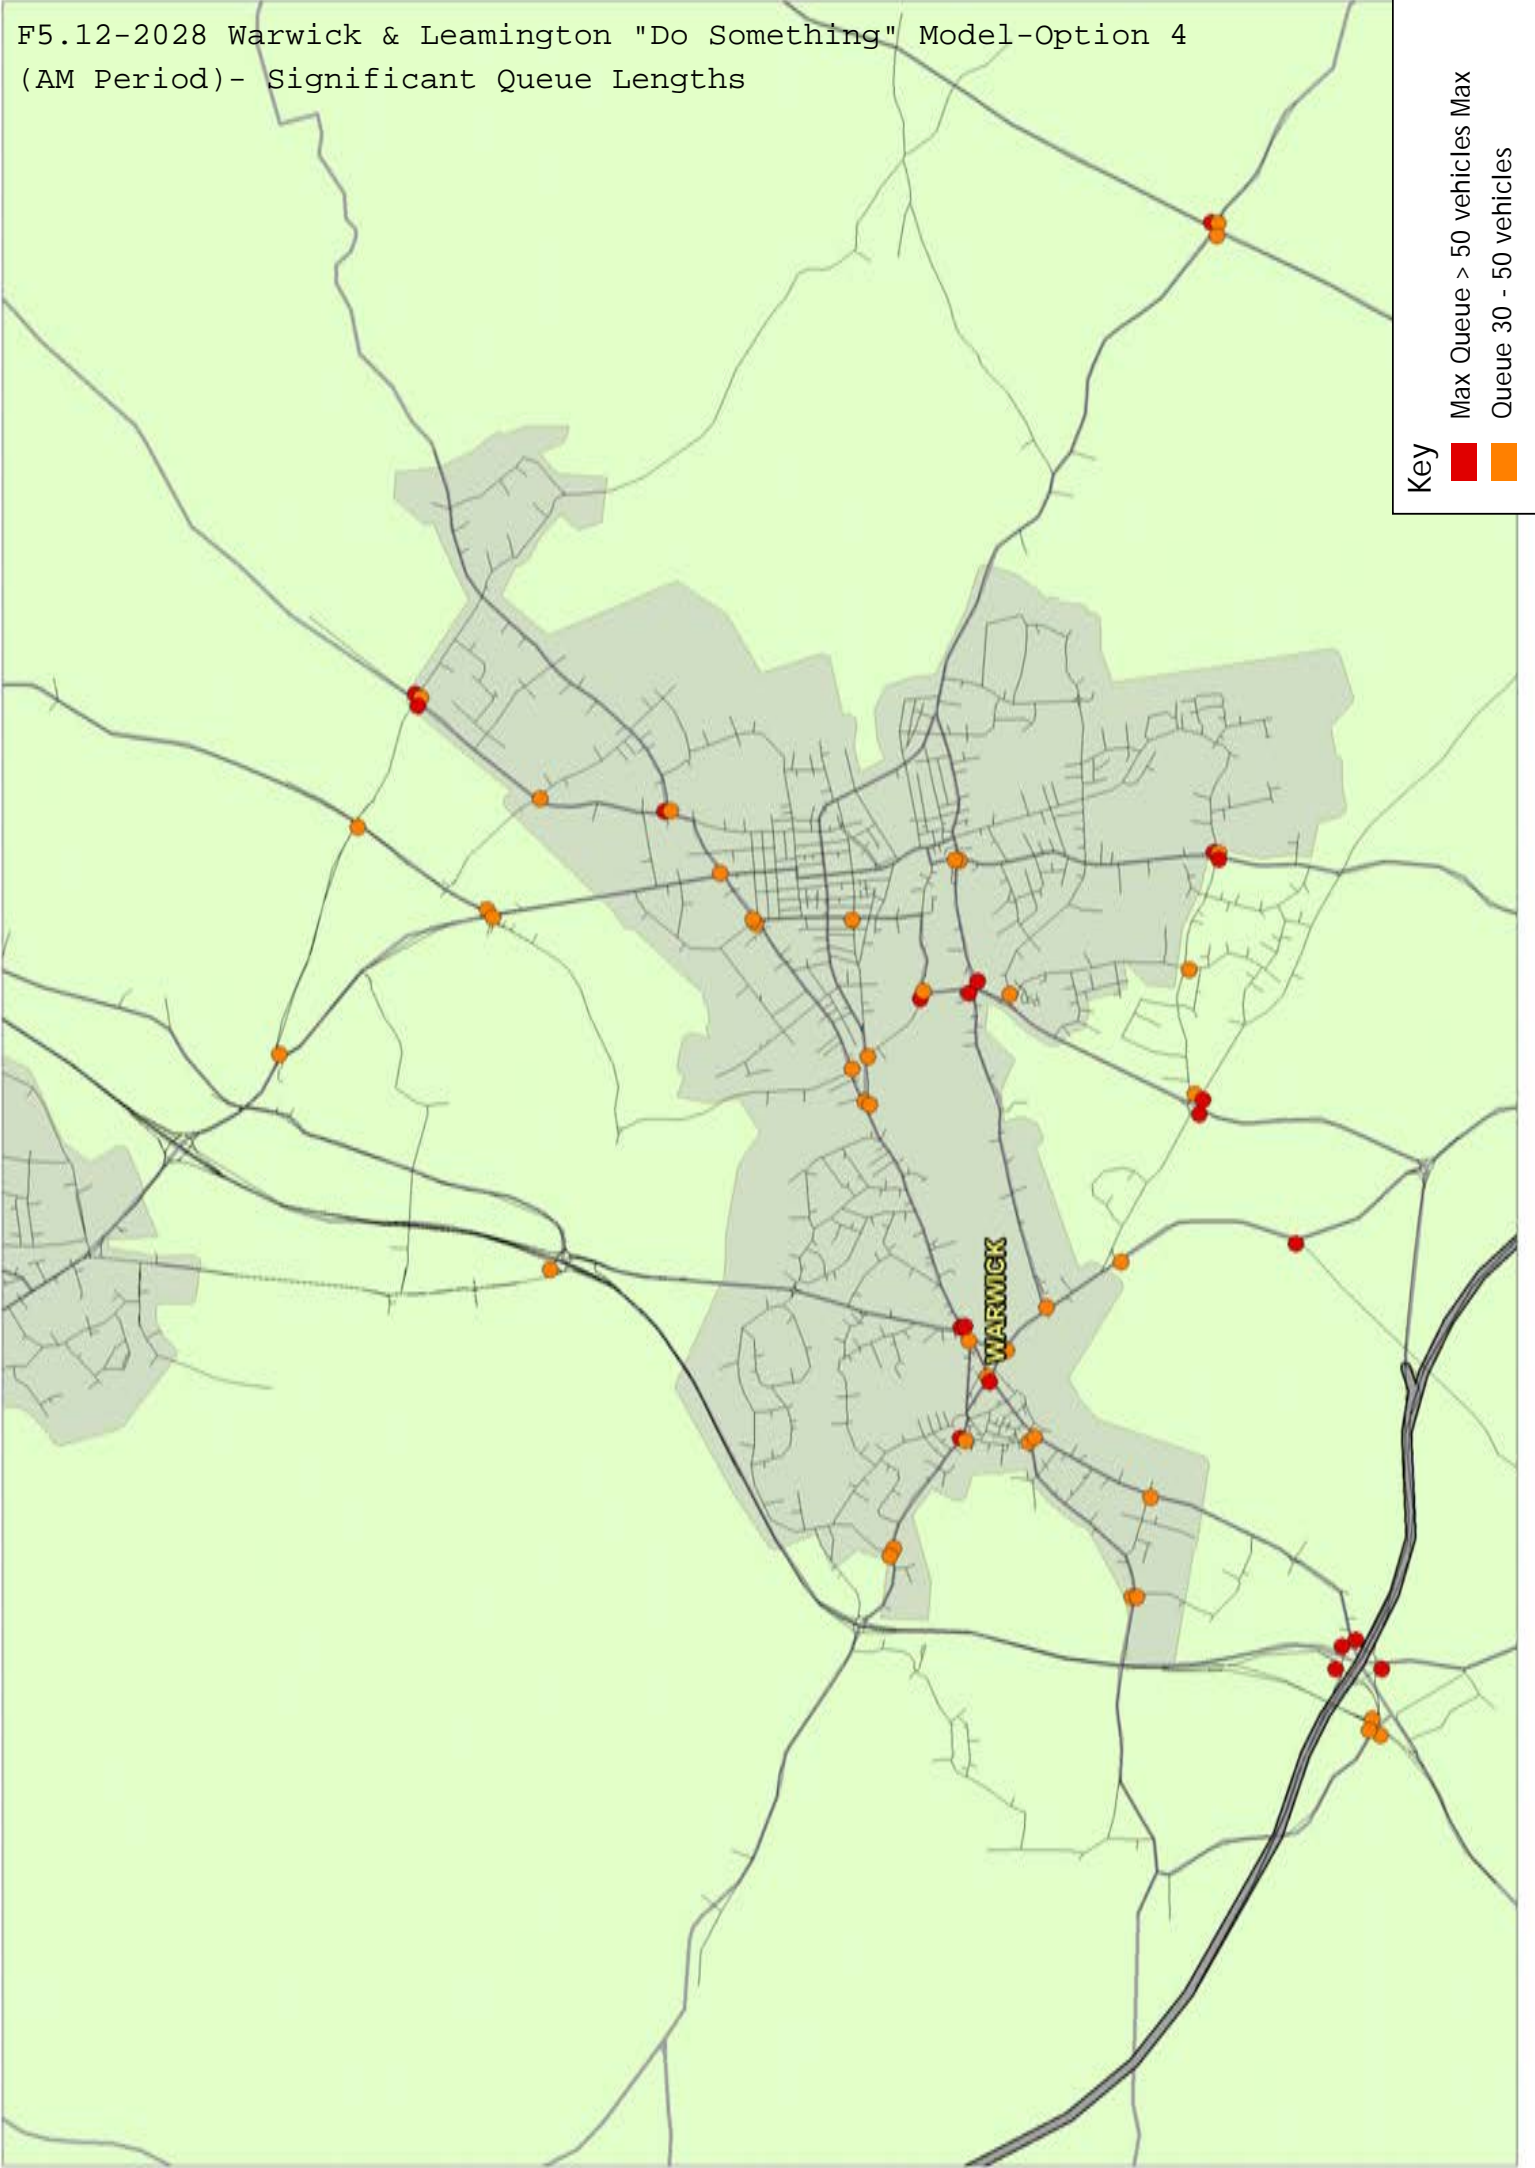 F5.12-2028 Warwick & Leamington "Do Something" Model-Option 4
(AM Period)- Significant Queue Lengths
Key
Max Queue > 50 vehicles Max
Queue 30 - 50 vehicles
WARWICK